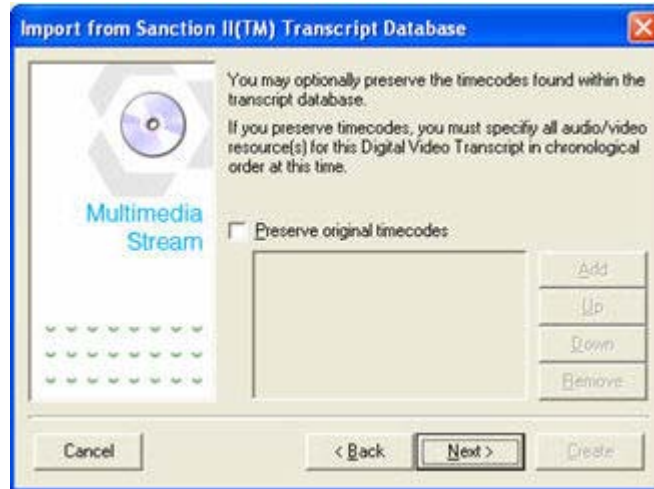 Import from Sanction II(TM) Transcript Database
You may optionally preserve the timecodes found within the
transcript database.
If you preserve timecodes, you must specifiy all audio/video
resource(s) for this Digital Video Transcript in chronological
order at this time.
Multimedia
Stream
Preserve original timecodes
Add
Up
Down
Remove
Cancel
< Back
Next >
Create